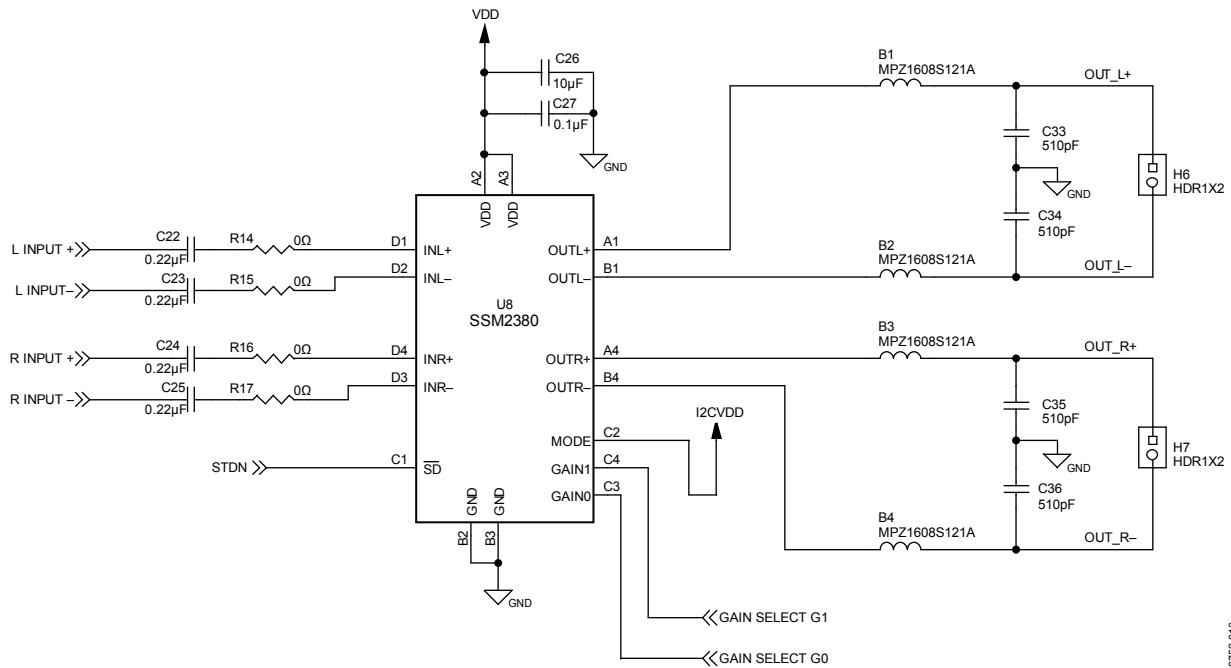 VDD
C26
10µF
C27
0.1µF
GND
A2
A3
VDD
VDD
L INPUT +
C22
0.22µF
R14
0Ω
D1
INL+
L INPUT–
C23
0.22µF
R15
0Ω
D2
INL–
R INPUT +
C24
0.22µF
R16
0Ω
D4
INR+
R INPUT –
C25
0.22µF
R17
0Ω
D3
INR–
STDN
C1
SD
U8
SSM2380
GND
GND
B2
B3
GND
OUTL+
A1
OUTL–
B1
OUTR+
A4
OUTR–
B4
MODE
C2
GAIN1
C4
GAIN0
C3
I2CVDD
GAIN SELECT G1
GAIN SELECT G0
B1
MPZ1608S121A
OUT_L+
C33
510pF
GND
C34
510pF
H6
HDR1X2
B2
MPZ1608S121A
OUT_L–
B3
MPZ1608S121A
OUT_R+
C35
510pF
GND
C36
510pF
H7
HDR1X2
B4
MPZ1608S121A
OUT_R–